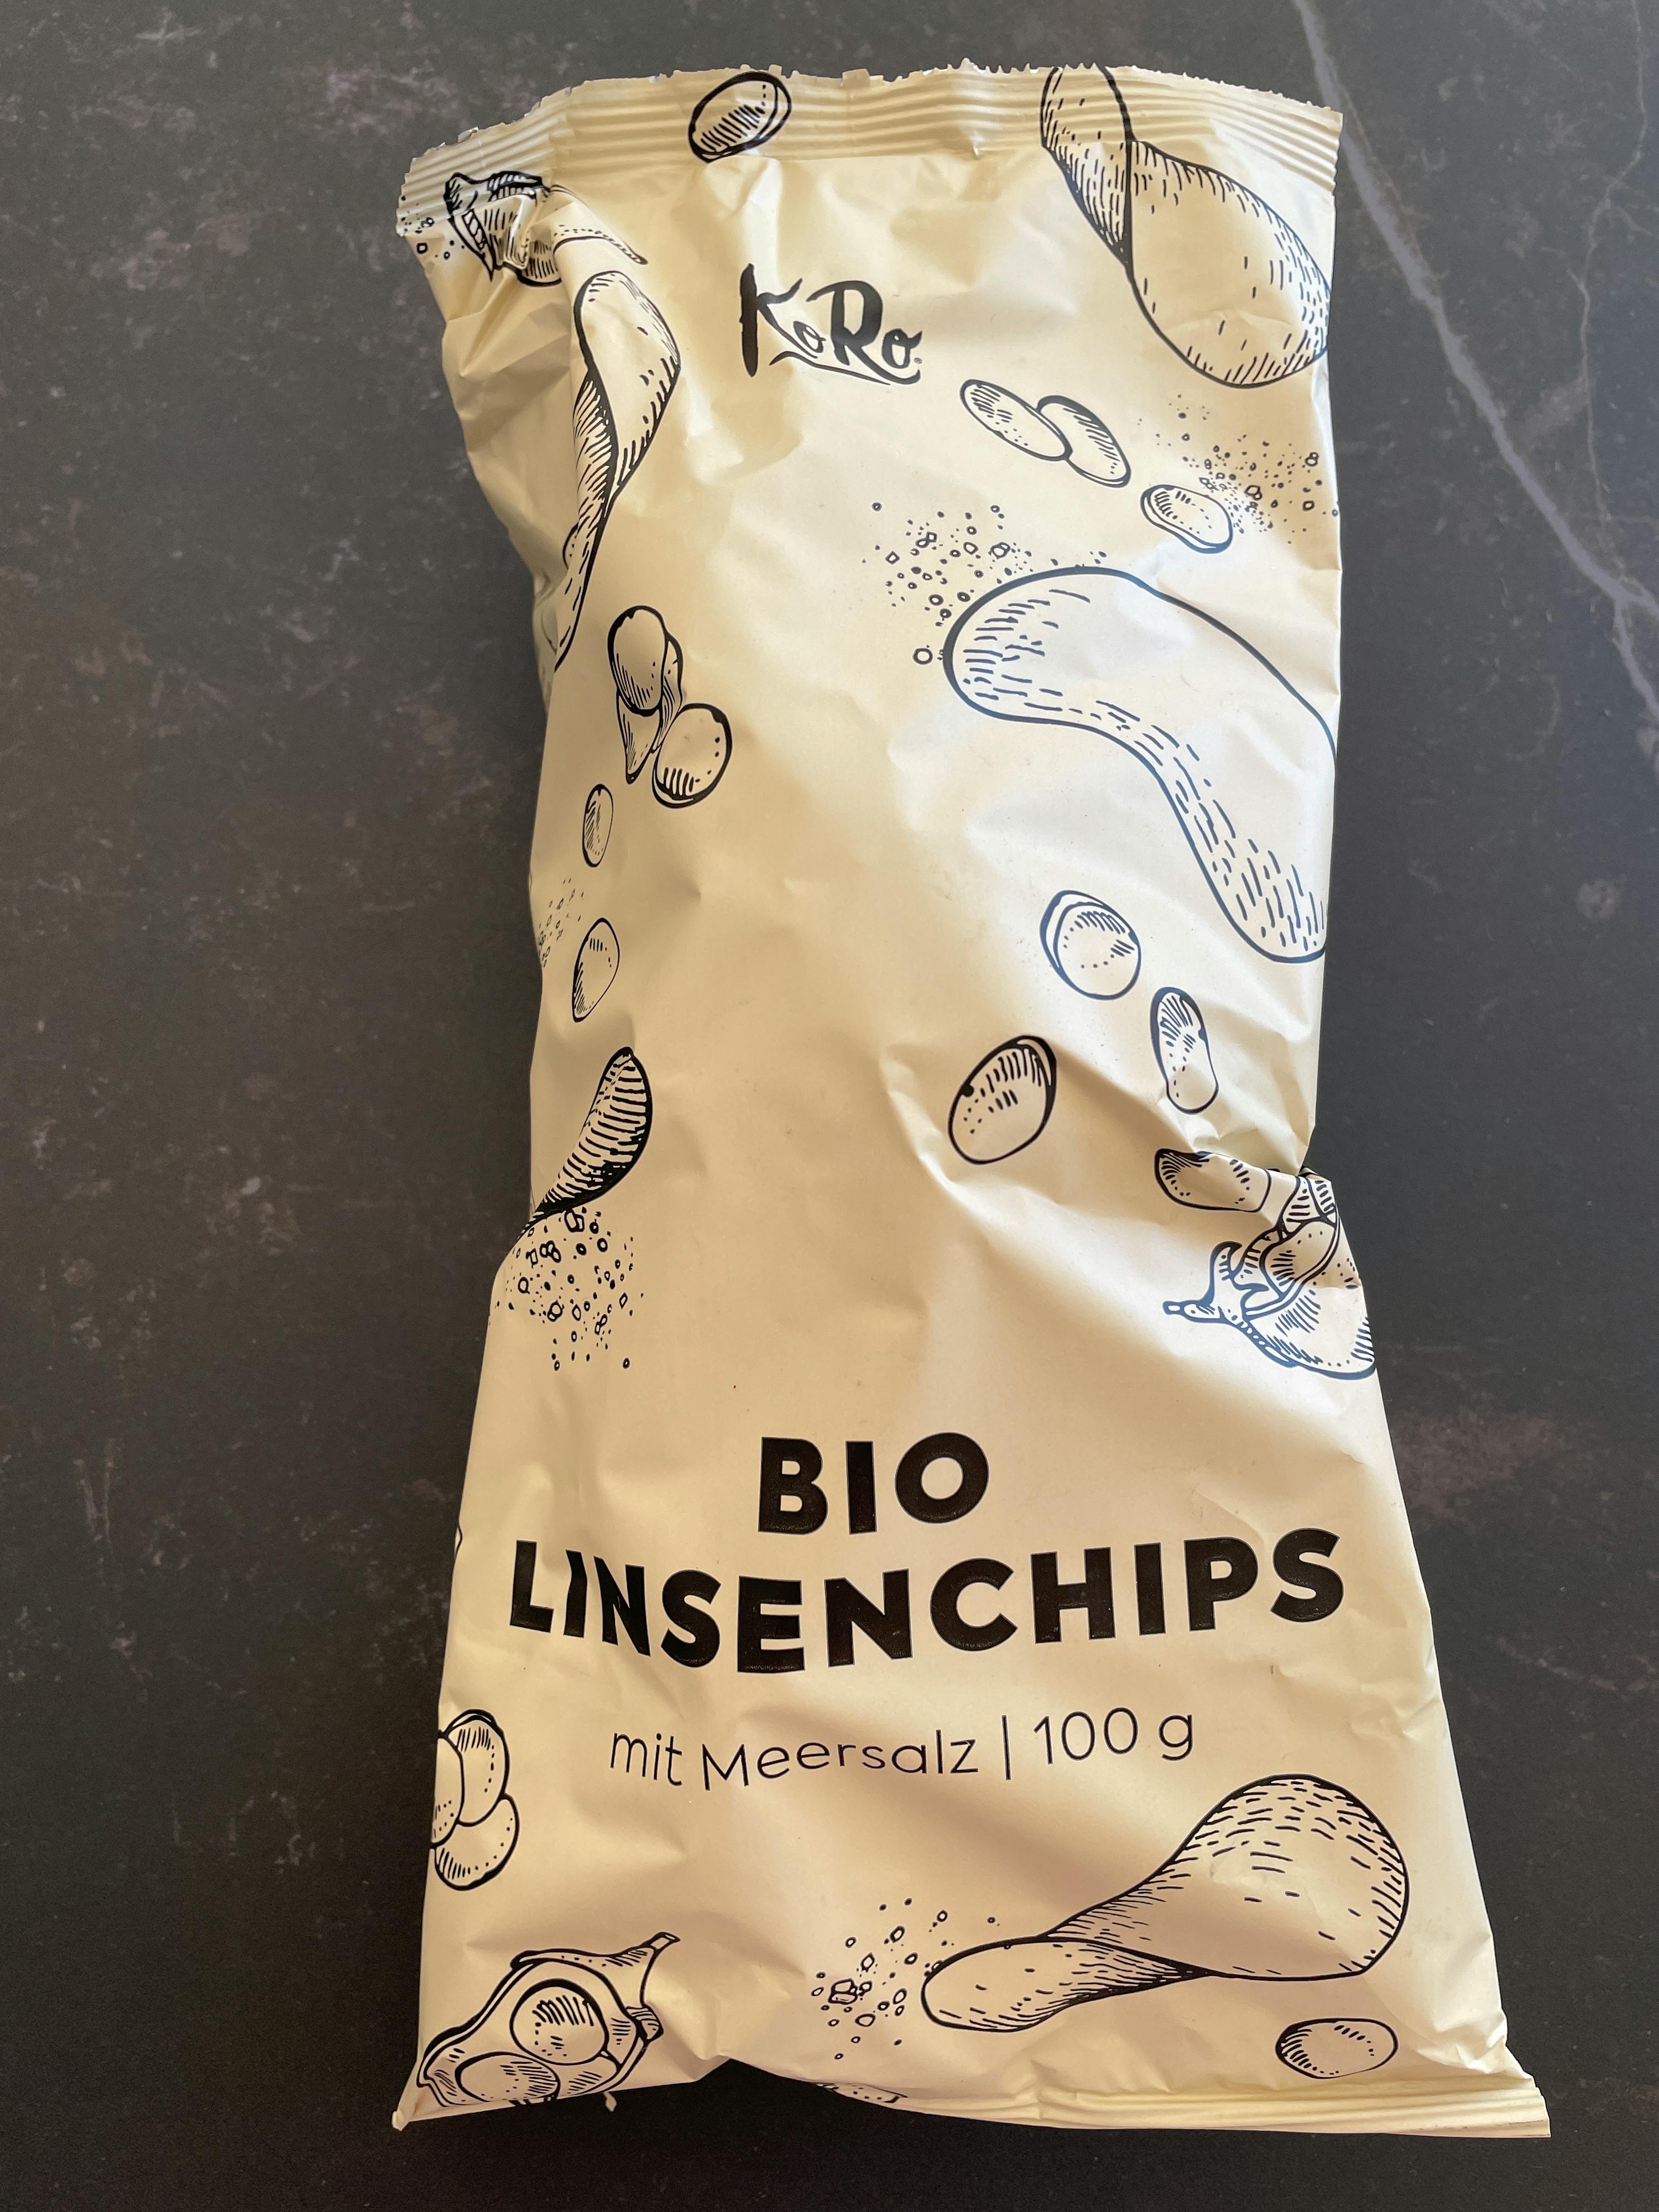 KoRo
BIO
LINSENCHIPS
mit Meersalz | 100 g